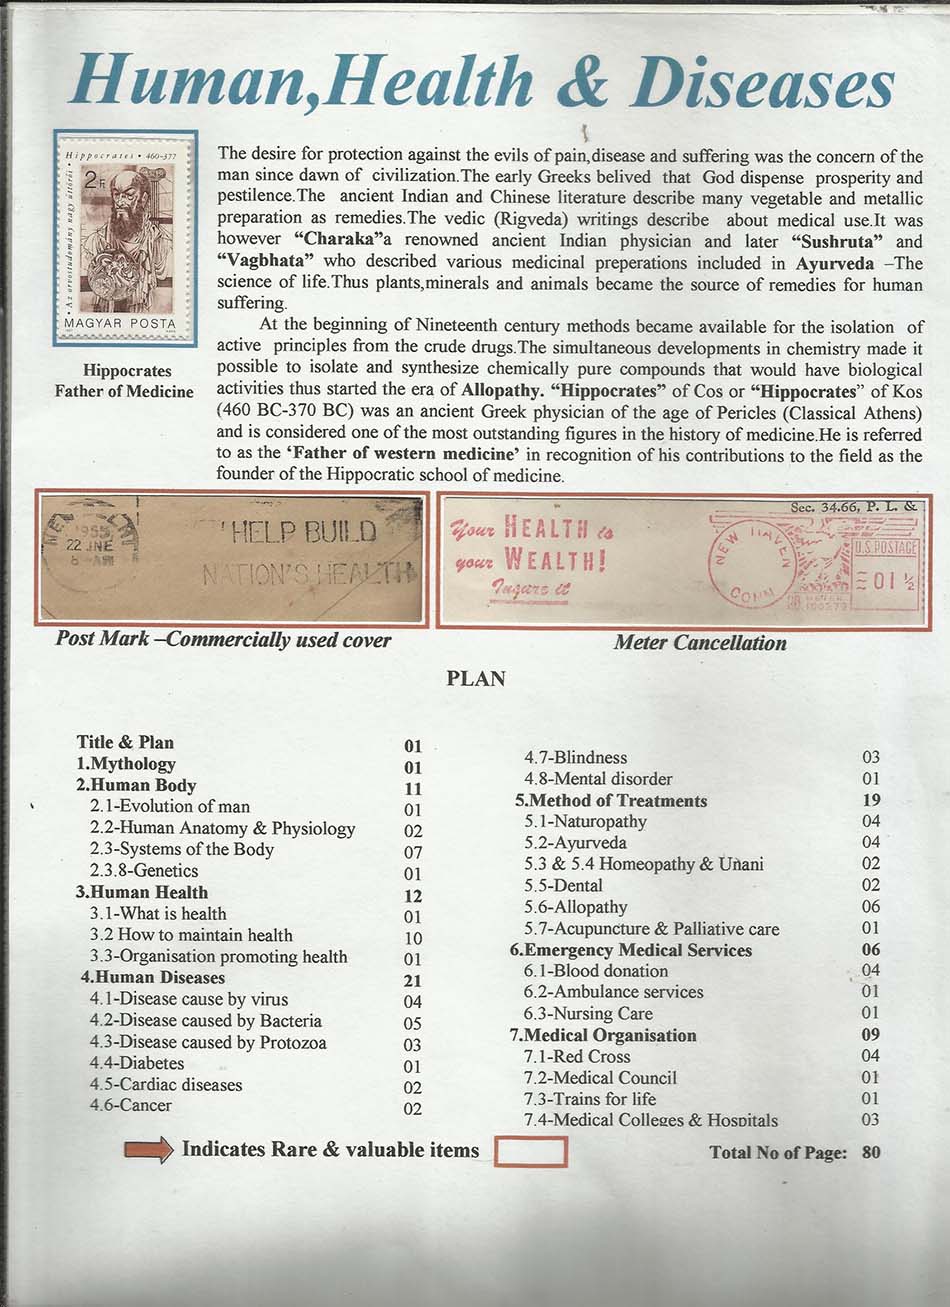 Human,Health & Diseases
Hippocrates • 460-377
2 Ft
• Az orvostudomány nagy úttörői •
MAGYAR POSTA
Hippocrates
Father of Medicine
The desire for protection against the evils of pain,disease and suffering was the concern of the
man since dawn of civilization.The early Greeks belived that God dispense prosperity and
pestilence.The ancient Indian and Chinese literature describe many vegetable and metallic
preparation as remedies.The vedic (Rigveda) writings describe about medical use.It was
however “Charaka”a renowned ancient Indian physician and later “Sushruta” and
“Vagbhata” who described various medicinal preperations included in Ayurveda –The
science of life.Thus plants,minerals and animals became the source of remedies for human
suffering.
At the beginning of Nineteenth century methods became available for the isolation of
active principles from the crude drugs.The simultaneous developments in chemistry made it
possible to isolate and synthesize chemically pure compounds that would have biological
activities thus started the era of Allopathy. “Hippocrates” of Cos or “Hippocrates” of Kos
(460 BC-370 BC) was an ancient Greek physician of the age of Pericles (Classical Athens)
and is considered one of the most outstanding figures in the history of medicine.He is referred
to as the ‘Father of western medicine’ in recognition of his contributions to the field as the
founder of the Hippocratic school of medicine.
NEW DELHI
1955
22 JNE
8 - AM
HELP BUILD
NATION'S HEALTH
Sec. 34.66, P. L. &
Your HEALTH is
your WEALTH!
Insure it
NEW HAVEN
CONN
U.S.POSTAGE
01 ½
Post Mark –Commercially used cover
Meter Cancellation
PLAN
Title & Plan 01
1.Mythology 01
2.Human Body 11
2.1-Evolution of man 01
2.2-Human Anatomy & Physiology 02
2.3-Systems of the Body 07
2.3.8-Genetics 01
3.Human Health 12
3.1-What is health 01
3.2 How to maintain health 10
3.3-Organisation promoting health 01
4.Human Diseases 21
4.1-Disease cause by virus 04
4.2-Disease caused by Bacteria 05
4.3-Disease caused by Protozoa 03
4.4-Diabetes 01
4.5-Cardiac diseases 02
4.6-Cancer 02
4.7-Blindness 03
4.8-Mental disorder 01
5.Method of Treatments 19
5.1-Naturopathy 04
5.2-Ayurveda 04
5.3 & 5.4 Homeopathy & Unani 02
5.5-Dental 02
5.6-Allopathy 06
5.7-Acupuncture & Palliative care 01
6.Emergency Medical Services 06
6.1-Blood donation 04
6.2-Ambulance services 01
6.3-Nursing Care 01
7.Medical Organisation 09
7.1-Red Cross 04
7.2-Medical Council 01
7.3-Trains for life 01
7.4-Medical Colleges & Hospitals 03
Indicates Rare & valuable items
Total No of Page: 80